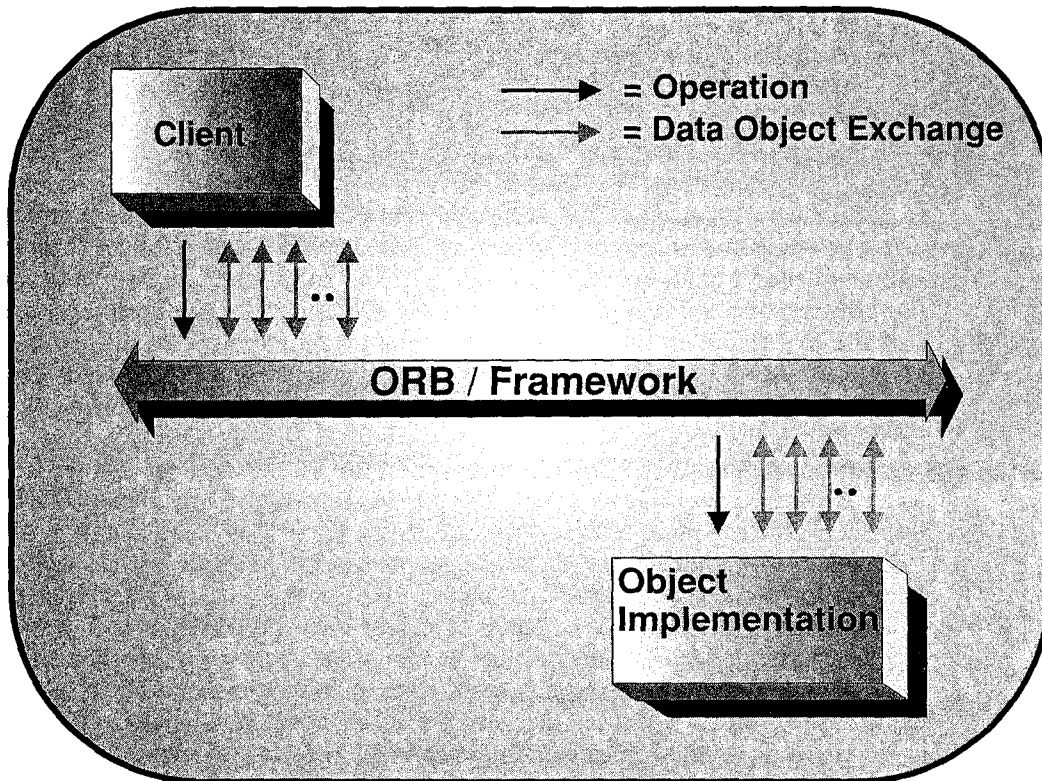 Client
= Operation
= Data Object Exchange
..
ORB / Framework
..
Object
Implementation